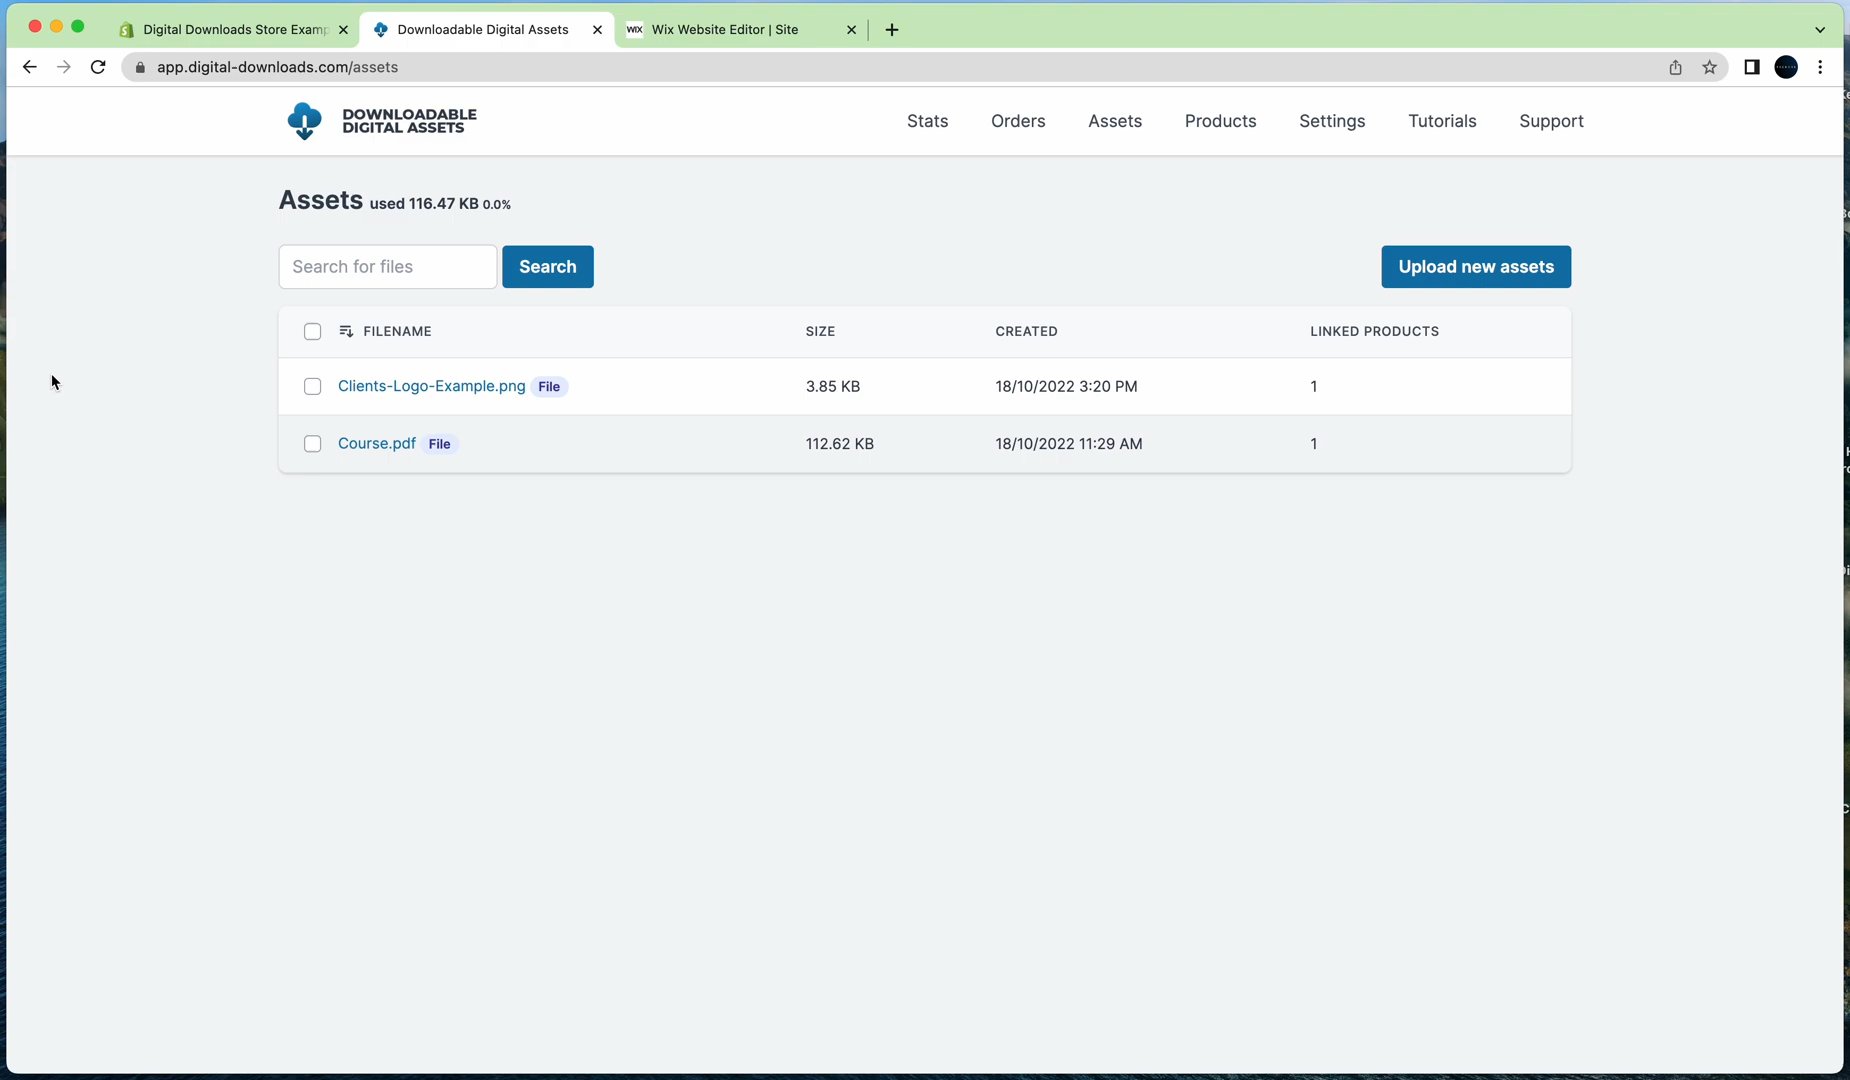 Digital Downloads Store Examp
Downloadable Digital Assets
WIX Wix Website Editor | Site
app.digital-downloads.com/assets
DOWNLOADABLE
DIGITAL ASSETS
Stats Orders Assets Products Settings Tutorials Support
Assets used 116.47 KB 0.0%
Search for files Search Upload new assets
FILENAME SIZE CREATED LINKED PRODUCTS
Clients-Logo-Example.png File 3.85 KB 18/10/2022 3:20 PM 1
Course.pdf File 112.62 KB 18/10/2022 11:29 AM 1